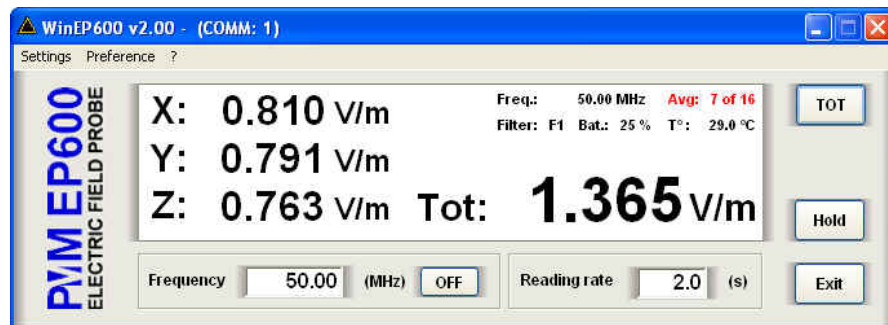 WinEP600 v2.00 - (COMM: 1)
Settings Preference ?
PMM EP600
ELECTRIC FIELD PROBE
X: 0.810 V/m
Y: 0.791 V/m
Z: 0.763 V/m
Freq.: 50.00 MHz Avg: 7 of 16
Filter: F1 Bat.: 25 % T°: 29.0 °C
Tot: 1.365 V/m
TOT
Hold
Frequency 50.00 (MHz) OFF
Reading rate 2.0 (s)
Exit